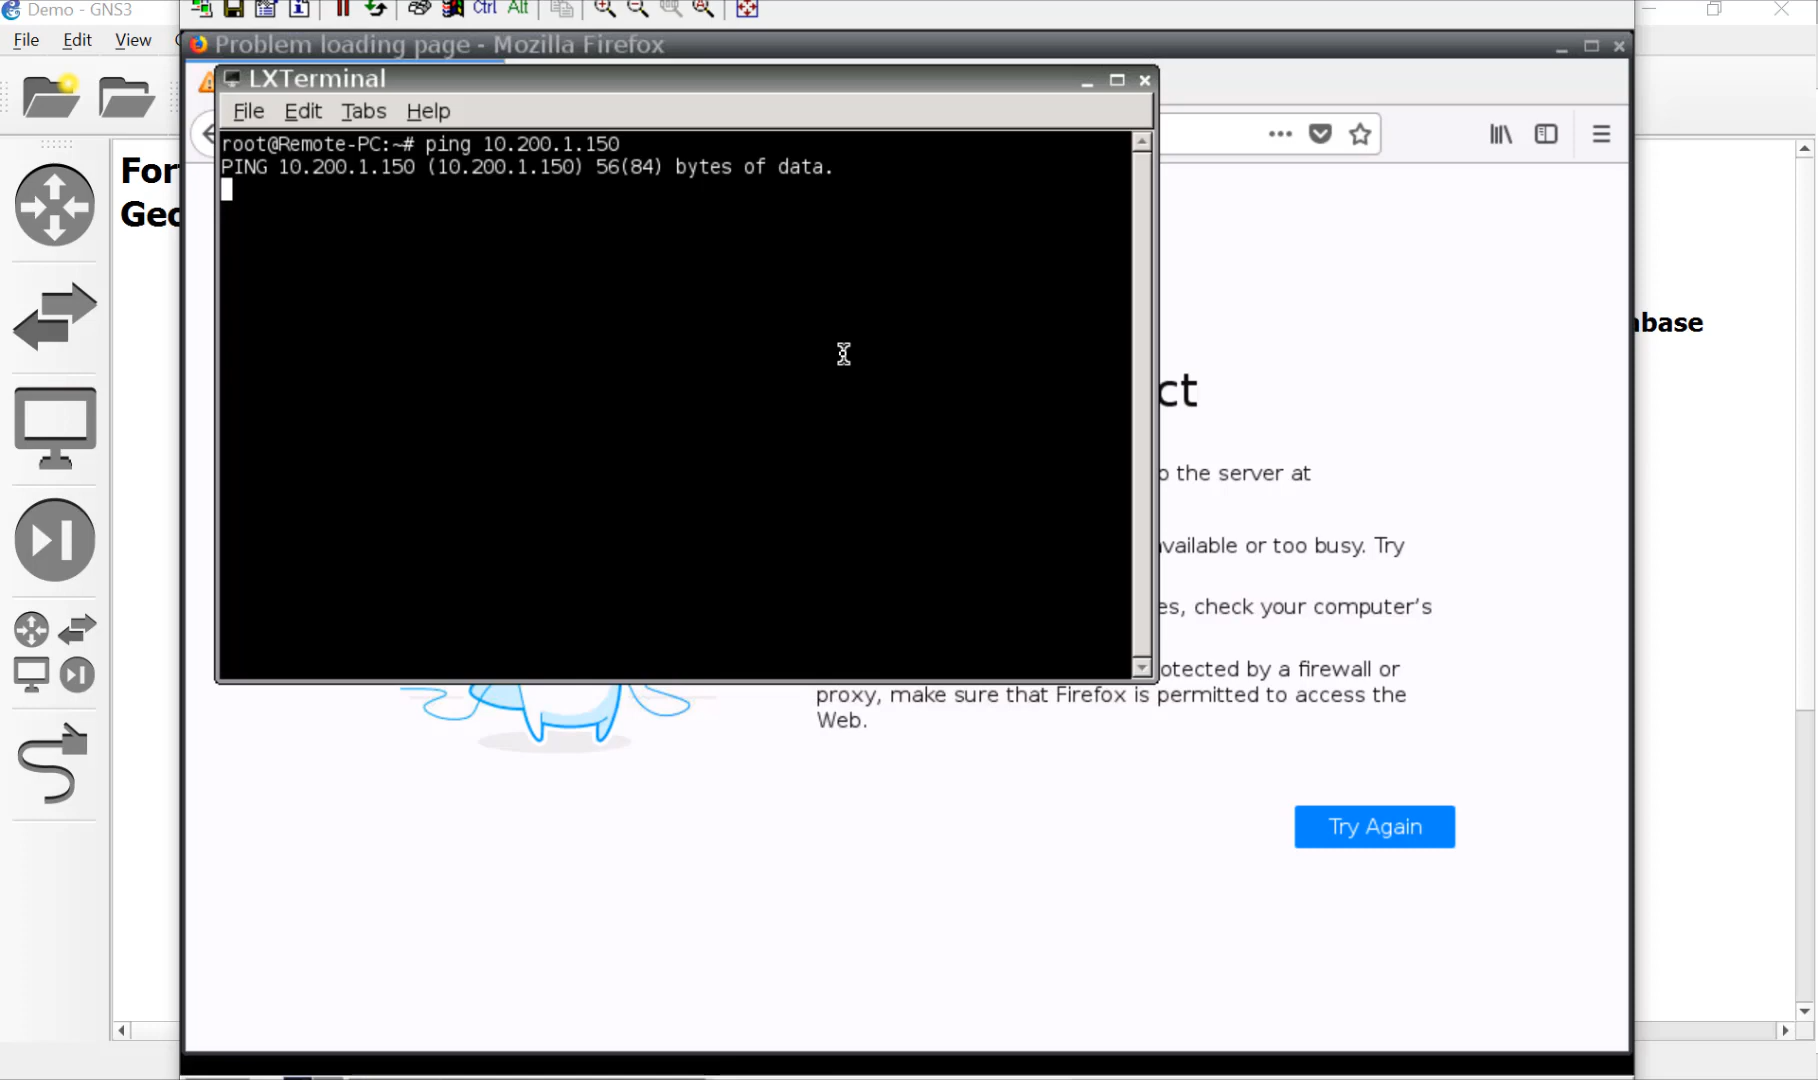 Demo - GNS3
File Edit View
Ctrl Alt
Problem loading page - Mozilla Firefox
LXTerminal
File Edit Tabs Help
root@Remote-PC:~# ping 10.200.1.150
PING 10.200.1.150 (10.200.1.150) 56(84) bytes of data.
For
Geo
abase
ct
o the server at
vailable or too busy. Try
es, check your computer’s
otected by a firewall or
proxy, make sure that Firefox is permitted to access the
Web.
Try Again